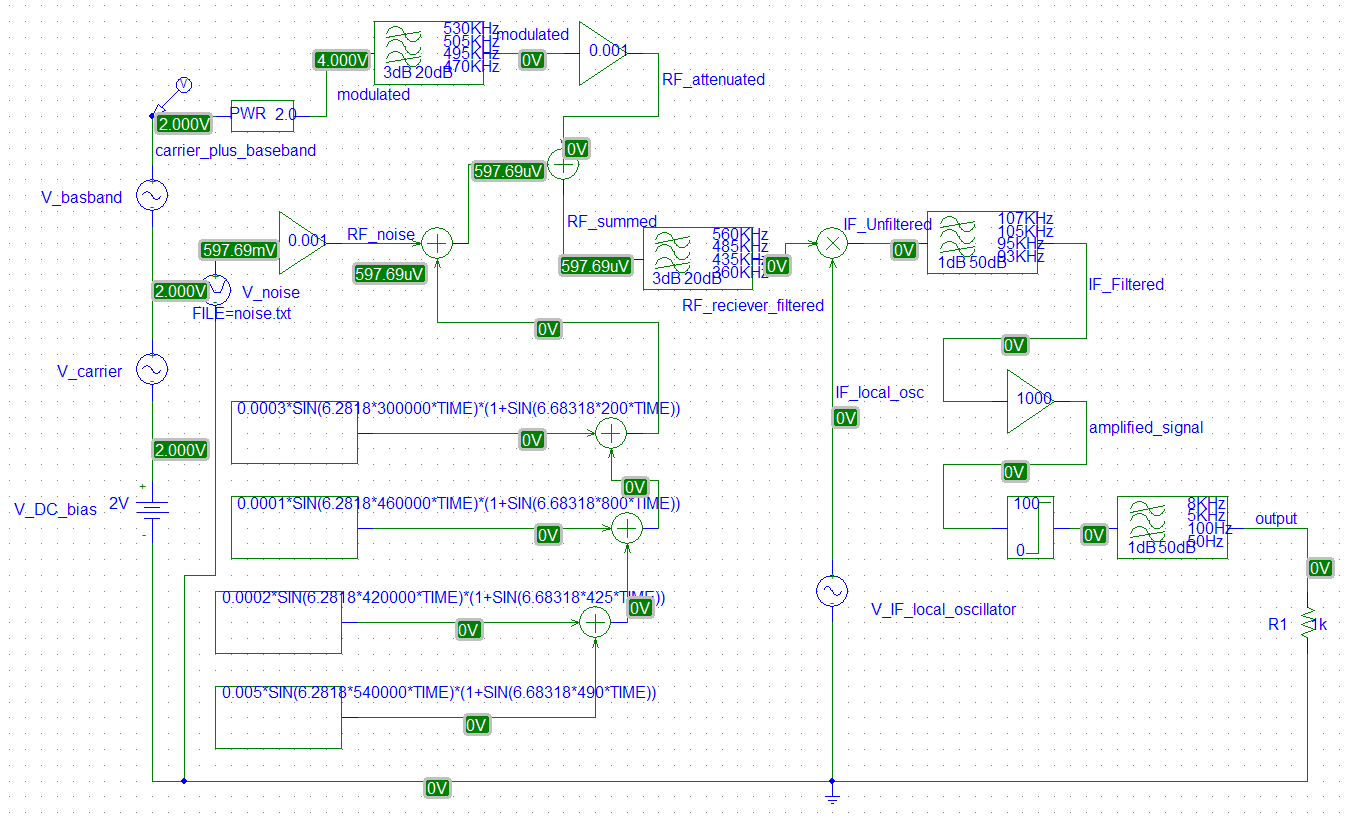 530KHz
505KHz
495KHz
470KHz
3dB 20dB
modulated
0.001
4.000V
0V
RF_attenuated
modulated
V
PWR 2.0
2.000V
carrier_plus_baseband
0V
597.69uV
V_basband
RF_summed
0.001
RF_noise
597.69mV
597.69uV
597.69uV
560KHz
485KHz
435KHz
360KHz
3dB 20dB
0V
RF_reciever_filtered
IF_Unfiltered
0V
107KHz
105KHz
95KHz
93KHz
1dB 50dB
IF_Filtered
2.000V
V_noise
FILE=noise.txt
0V
0V
V_carrier
IF_local_osc
0V
1000
amplified_signal
0.0003*SIN(6.2818*300000*TIME)*(1+SIN(6.68318*200*TIME))
0V
2.000V
0V
0V
V_DC_bias
2V
+
-
0.0001*SIN(6.2818*460000*TIME)*(1+SIN(6.68318*800*TIME))
0V
100
0
0V
8KHz
5KHz
100Hz
50Hz
1dB 50dB
output
0V
0.0002*SIN(6.2818*420000*TIME)*(1+SIN(6.68318*425*TIME))
0V
0V
V_IF_local_oscillator
R1
1k
0.005*SIN(6.2818*540000*TIME)*(1+SIN(6.68318*490*TIME))
0V
0V